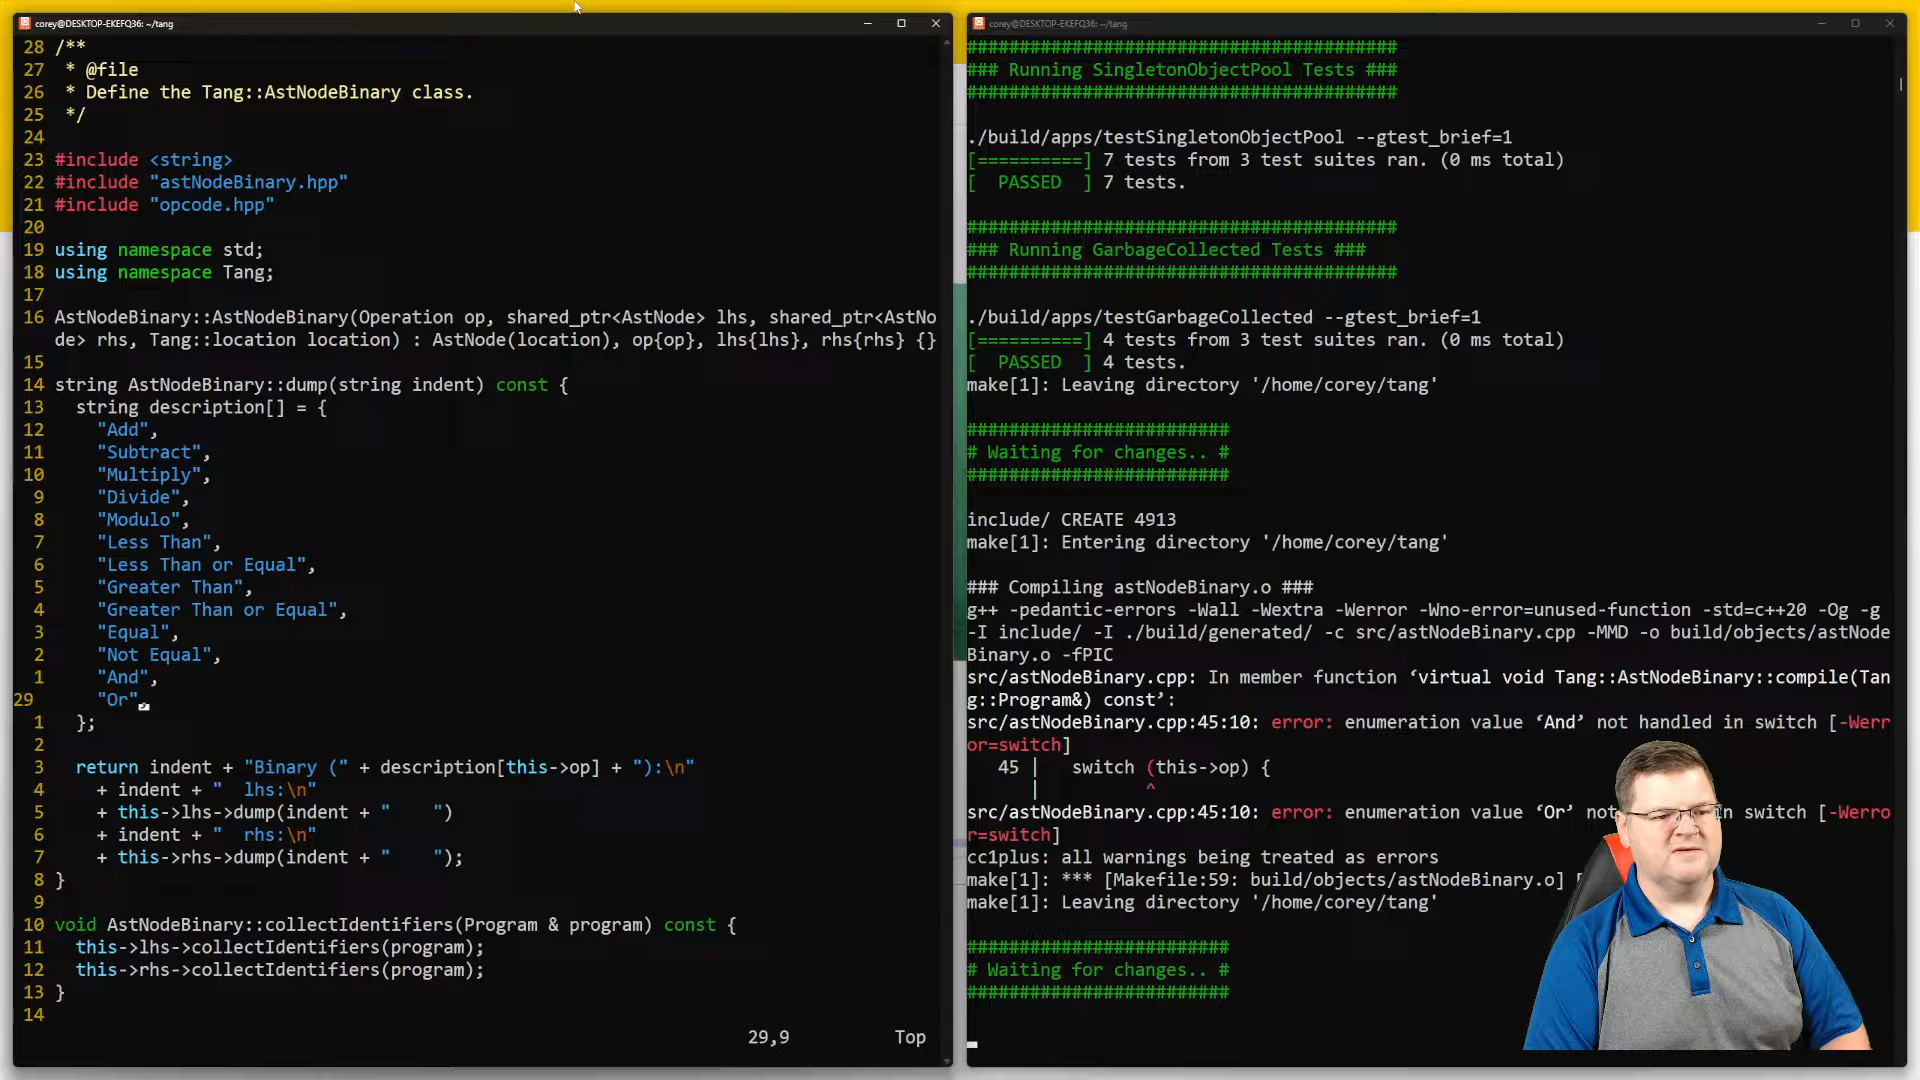 corey@DESKTOP-EKEFQ36: ~/tang
28 /**
27  * @file
26  * Define the Tang::AstNodeBinary class.
25  */
24
23 #include <string>
22 #include "astNodeBinary.hpp"
21 #include "opcode.hpp"
20
19 using namespace std;
18 using namespace Tang;
17
16 AstNodeBinary::AstNodeBinary(Operation op, shared_ptr<AstNode> lhs, shared_ptr<AstNo
de> rhs, Tang::location location) : AstNode(location), op{op}, lhs{lhs}, rhs{rhs} {}
15
14 string AstNodeBinary::dump(string indent) const {
13   string description[] = {
12     "Add",
11     "Subtract",
10     "Multiply",
9     "Divide",
8     "Modulo",
7     "Less Than",
6     "Less Than or Equal",
5     "Greater Than",
4     "Greater Than or Equal",
3     "Equal",
2     "Not Equal",
1     "And",
29     "Or"
1   };
2
3   return indent + "Binary (" + description[this->op] + "):\n"
4     + indent + "  lhs:\n"
5     + this->lhs->dump(indent + "    ")
6     + indent + "  rhs:\n"
7     + this->rhs->dump(indent + "    ");
8 }
9
10 void AstNodeBinary::collectIdentifiers(Program & program) const {
11   this->lhs->collectIdentifiers(program);
12   this->rhs->collectIdentifiers(program);
13 }
14
29,9 Top
corey@DESKTOP-EKEFQ36: ~/tang
#########################################
### Running SingletonObjectPool Tests ###
#########################################
./build/apps/testSingletonObjectPool --gtest_brief=1
[==========] 7 tests from 3 test suites ran. (0 ms total)
[  PASSED  ] 7 tests.
#########################################
### Running GarbageCollected Tests ###
#########################################
./build/apps/testGarbageCollected --gtest_brief=1
[==========] 4 tests from 3 test suites ran. (0 ms total)
[  PASSED  ] 4 tests.
make[1]: Leaving directory '/home/corey/tang'
#########################
# Waiting for changes.. #
#########################
include/ CREATE 4913
make[1]: Entering directory '/home/corey/tang'
### Compiling astNodeBinary.o ###
g++ -pedantic-errors -Wall -Wextra -Werror -Wno-error=unused-function -std=c++20 -Og -g
-I include/ -I ./build/generated/ -c src/astNodeBinary.cpp -MMD -o build/objects/astNode
Binary.o -fPIC
src/astNodeBinary.cpp: In member function ‘virtual void Tang::AstNodeBinary::compile(Tan
g::Program&) const’:
src/astNodeBinary.cpp:45:10: error: enumeration value ‘And’ not handled in switch [-Werr
or=switch]
45 |   switch (this->op) {
|          ^
src/astNodeBinary.cpp:45:10: error: enumeration value ‘Or’ not in switch [-Werro
r=switch]
cc1plus: all warnings being treated as errors
make[1]: *** [Makefile:59: build/objects/astNodeBinary.o]
make[1]: Leaving directory '/home/corey/tang'
#########################
# Waiting for changes.. #
#########################